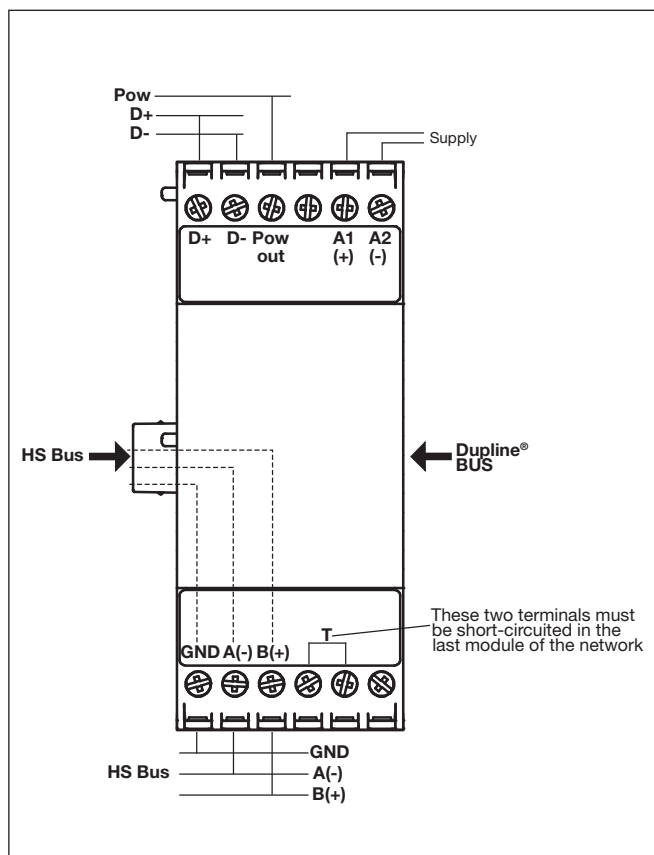 Pow
D+
D-
Supply
D+ D- Pow out A1 (+) A2 (-)
HS Bus
Dupline®
BUS
These two terminals must
be short-circuited in the
last module of the network
T
GND A(-) B(+)
GND
HS Bus
A(-)
B(+)